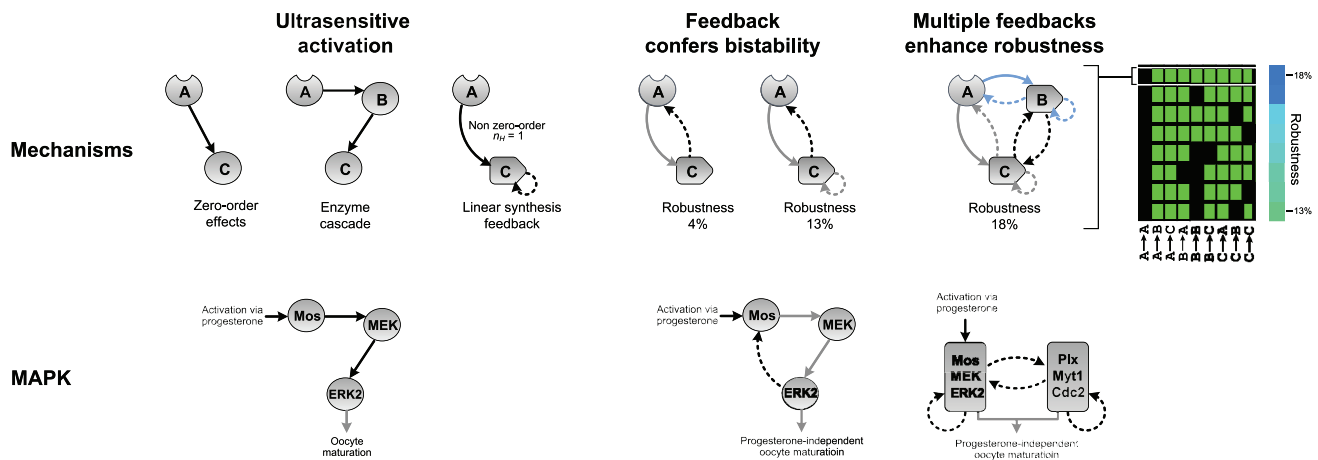 Ultrasensitive
activation
Feedback
confers bistability
Multiple feedbacks
enhance robustness
Mechanisms
A
C
Zero-order
effects
A
B
C
Enzyme
cascade
A
Non zero-order
nH = 1
C
Linear synthesis
feedback
A
C
Robustness
4%
A
C
Robustness
13%
A
B
C
Robustness
18%
A→A
A→B
A→C
B→A
B→B
B→C
C→A
C→B
C→C
18%
Robustness
13%
MAPK
Activation via
progesterone
Mos
MEK
ERK2
Oocyte
maturation
Activation via
progesterone
Mos
MEK
ERK2
Progesterone-independent
oocyte maturatioin
Activation via
progesterone
Mos
MEK
ERK2
Plx
Myt1
Cdc2
Progesterone-independent
oocyte maturatioin